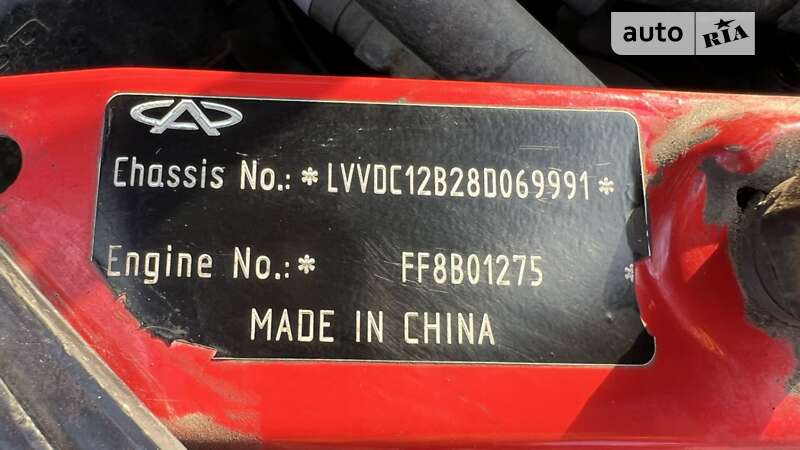 auto RIA
Chassis No.: *LVVDC12B28D069991*
Engine No.:* FF8B01275 *
MADE IN CHINA